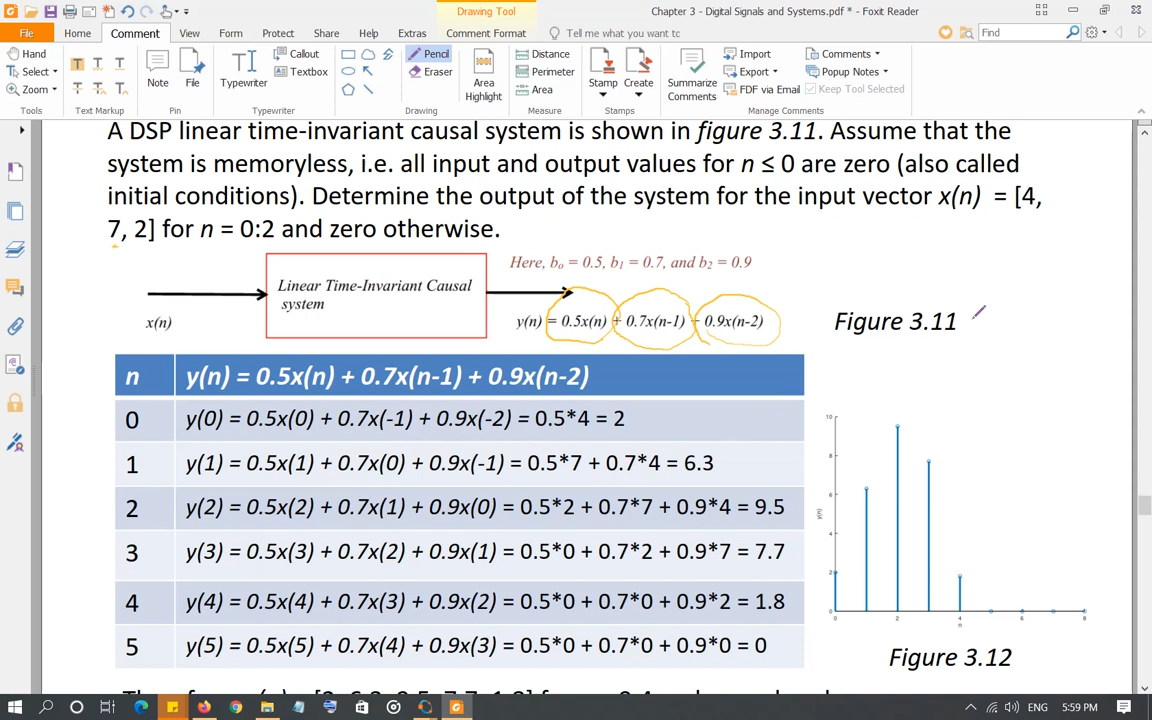 Drawing Tool
Chapter 3 - Digital Signals and Systems.pdf * - Foxit Reader
File Home Comment View Form Protect Share Help Extras Comment Format Tell me what you want to do Find
Hand Select Zoom
Tools
Text Markup
Note File
Pin
Typewriter Callout Textbox
Typewriter
Pencil Eraser
Drawing
Area Highlight
Distance Perimeter Area
Measure
Stamp Create
Stamps
Summarize Comments
Import Export FDF via Email
Comments Popup Notes Keep Tool Selected
Manage Comments
A DSP linear time-invariant causal system is shown in figure 3.11. Assume that the
system is memoryless, i.e. all input and output values for n ≤ 0 are zero (also called
initial conditions). Determine the output of the system for the input vector x(n) = [4,
7, 2] for n = 0:2 and zero otherwise.
Here, bo = 0.5, b1 = 0.7, and b2 = 0.9
Linear Time-Invariant Causal
system
x(n)
y(n) = 0.5x(n) + 0.7x(n-1) + 0.9x(n-2)
Figure 3.11
n y(n) = 0.5x(n) + 0.7x(n-1) + 0.9x(n-2)
0 y(0) = 0.5x(0) + 0.7x(-1) + 0.9x(-2) = 0.5*4 = 2
1 y(1) = 0.5x(1) + 0.7x(0) + 0.9x(-1) = 0.5*7 + 0.7*4 = 6.3
2 y(2) = 0.5x(2) + 0.7x(1) + 0.9x(0) = 0.5*2 + 0.7*7 + 0.9*4 = 9.5
3 y(3) = 0.5x(3) + 0.7x(2) + 0.9x(1) = 0.5*0 + 0.7*2 + 0.9*7 = 7.7
4 y(4) = 0.5x(4) + 0.7x(3) + 0.9x(2) = 0.5*0 + 0.7*0 + 0.9*2 = 1.8
5 y(5) = 0.5x(5) + 0.7x(4) + 0.9x(3) = 0.5*0 + 0.7*0 + 0.9*0 = 0
10
8
6
4
2
0
y(n)
0 2 4 6 8
n
Figure 3.12
ENG 5:59 PM